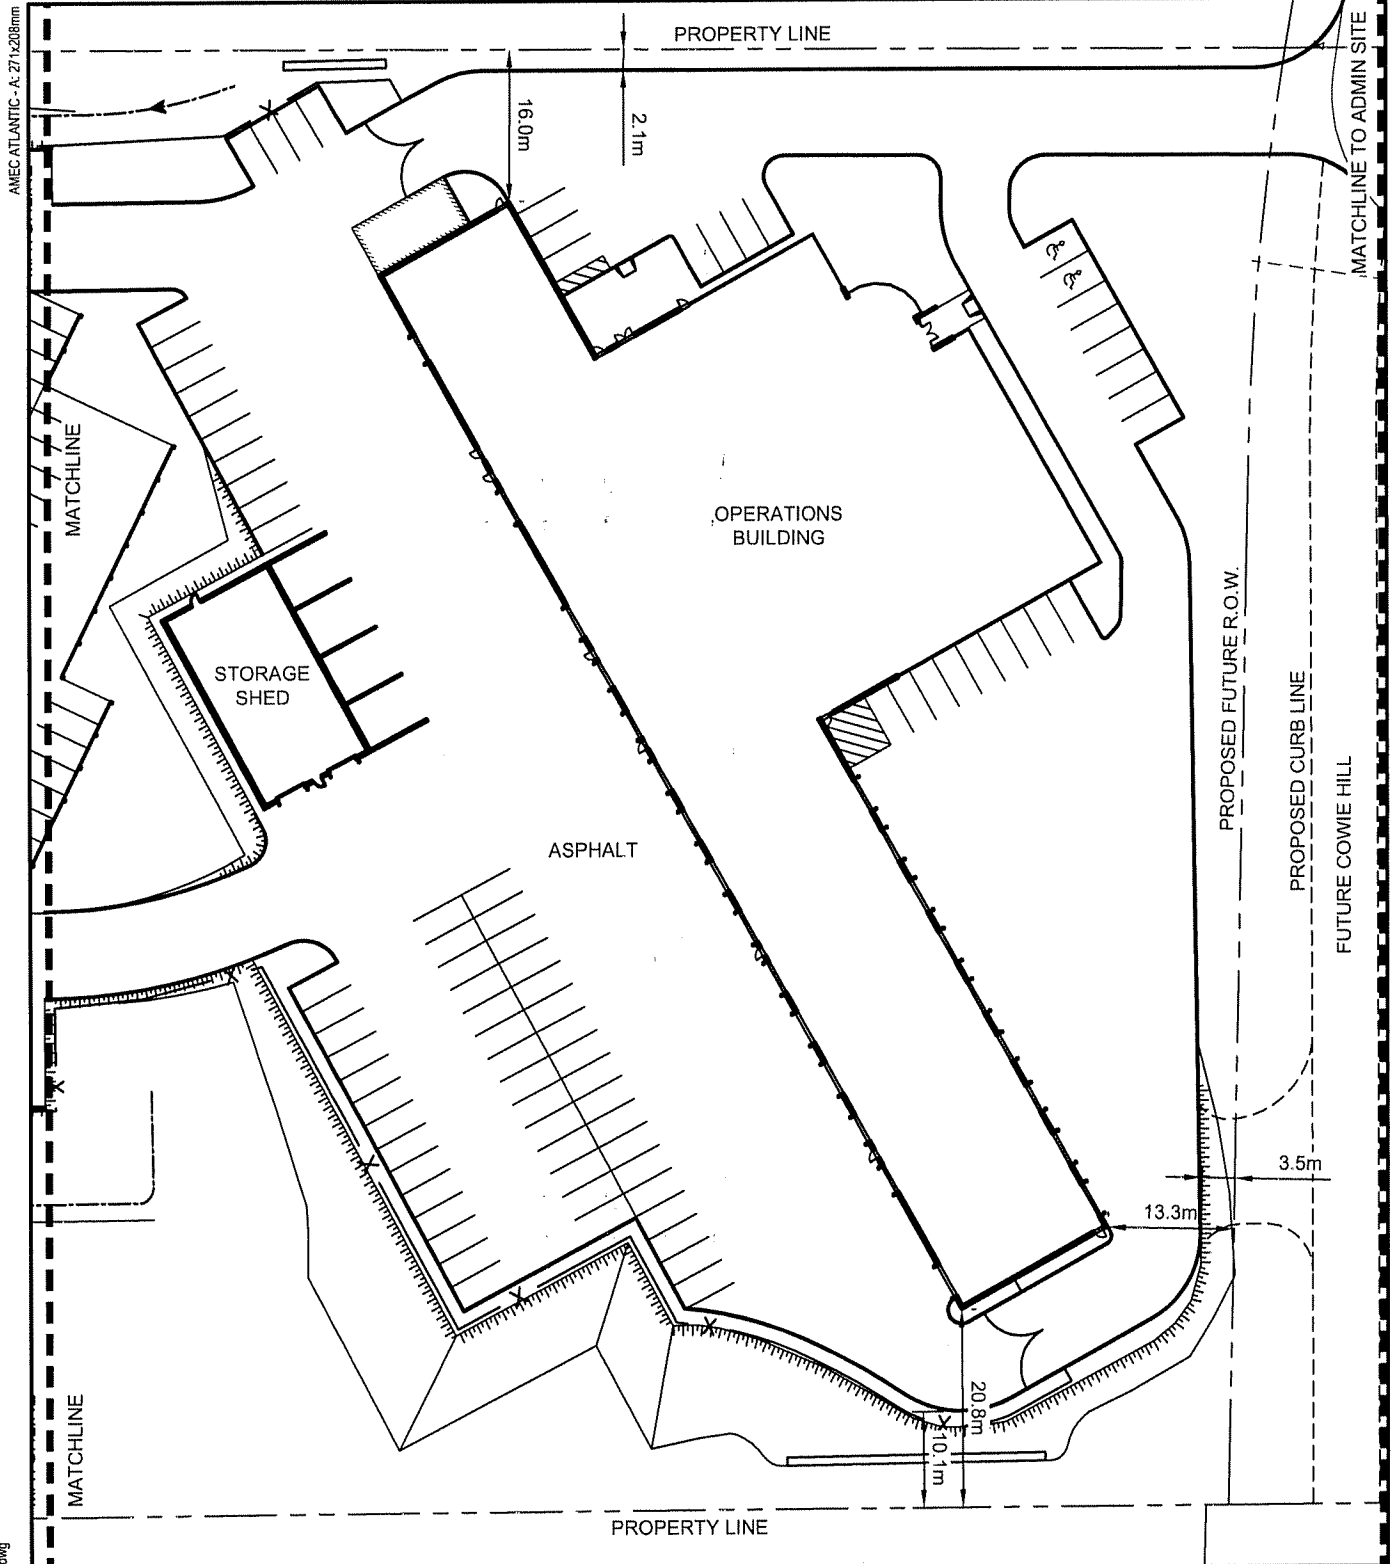 AMEC ATLANTIC - A: 271x208mm
PROPERTY LINE
MATCHLINE TO ADMIN SITE
16.0m
2.1m
MATCHLINE
OPERATIONS
BUILDING
STORAGE
SHED
PROPOSED FUTURE R.O.W.
PROPOSED CURB LINE
FUTURE COWIE HILL
ASPHALT
3.5m
13.3m
20.8m
10.1m
MATCHLINE
PROPERTY LINE
dwg